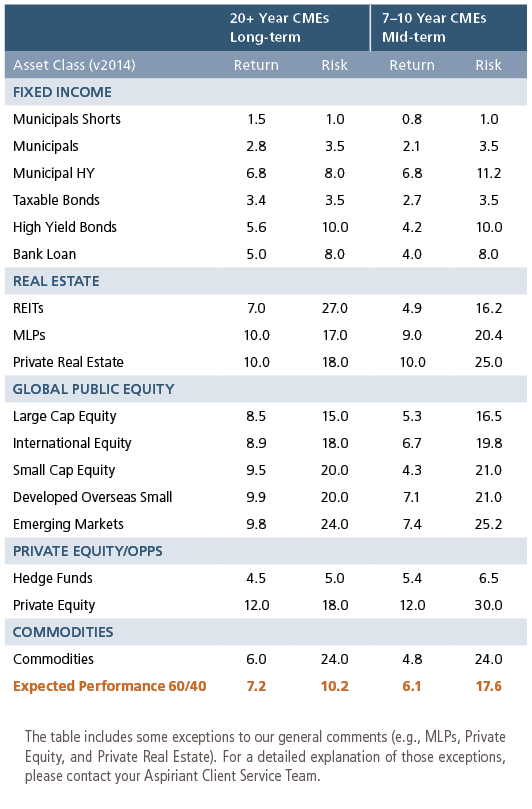 20+ Year CMEs 7–10 Year CMEs
Long-term Mid-term
Asset Class (v2014) Return Risk Return Risk
FIXED INCOME
Municipals Shorts 1.5 1.0 0.8 1.0
Municipals 2.8 3.5 2.1 3.5
Municipal HY 6.8 8.0 6.8 11.2
Taxable Bonds 3.4 3.5 2.7 3.5
High Yield Bonds 5.6 10.0 4.2 10.0
Bank Loan 5.0 8.0 4.0 8.0
REAL ESTATE
REITs 7.0 27.0 4.9 16.2
MLPs 10.0 17.0 9.0 20.4
Private Real Estate 10.0 18.0 10.0 25.0
GLOBAL PUBLIC EQUITY
Large Cap Equity 8.5 15.0 5.3 16.5
International Equity 8.9 18.0 6.7 19.8
Small Cap Equity 9.5 20.0 4.3 21.0
Developed Overseas Small 9.9 20.0 7.1 21.0
Emerging Markets 9.8 24.0 7.4 25.2
PRIVATE EQUITY/OPPS
Hedge Funds 4.5 5.0 5.4 6.5
Private Equity 12.0 18.0 12.0 30.0
COMMODITIES
Commodities 6.0 24.0 4.8 24.0
Expected Performance 60/40 7.2 10.2 6.1 17.6
The table includes some exceptions to our general comments (e.g., MLPs, Private
Equity, and Private Real Estate). For a detailed explanation of those exceptions,
please contact your Aspiriant Client Service Team.